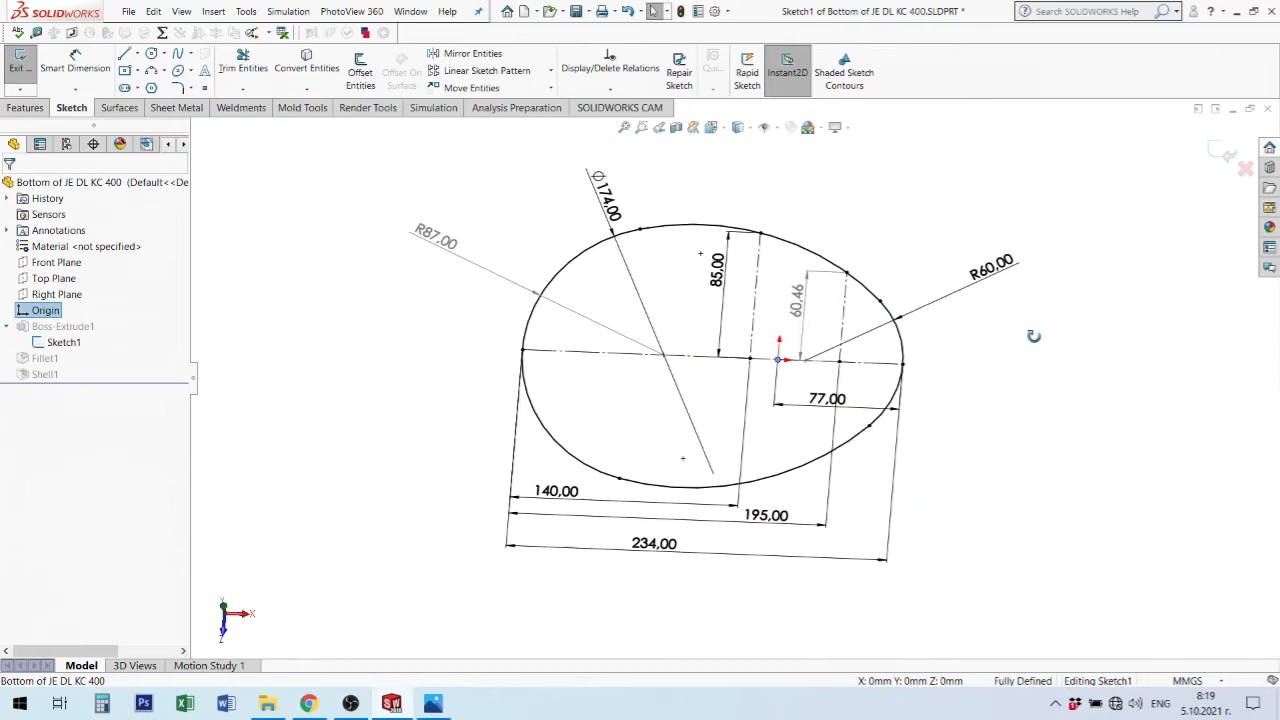 SOLIDWORKS File Edit View Insert Tools Simulation PhotoView 360 Window Help Sketch1 of Bottom of JE DL KC 400.SLDPRT * Search SOLIDWORKS Help
Exit ... Smart Dimension Trim Entities Convert Entities Offset Entities Offset On Surface Mirror Entities Linear Sketch Pattern Move Entities Display/Delete Relations Repair Sketch Qui... Rapid Sketch Instant2D Shaded Sketch Contours
Features Sketch Surfaces Sheet Metal Weldments Mold Tools Render Tools Simulation Analysis Preparation SOLIDWORKS CAM
Bottom of JE DL KC 400 (Default<<De
History
Sensors
Annotations
Material <not specified>
Front Plane
Top Plane
Right Plane
Origin
Boss-Extrude1
Sketch1
Fillet1
Shell1
Ø174,00
R87,00
85,00
60,46
R60,00
77,00
140,00
195,00
234,00
Y
X
Z
Model 3D Views Motion Study 1
Bottom of JE DL KC 400 X: 0mm Y: 0mm Z: 0mm Fully Defined Editing Sketch1 MMGS
Ps SW ENG 8:19
5.10.2021 г.